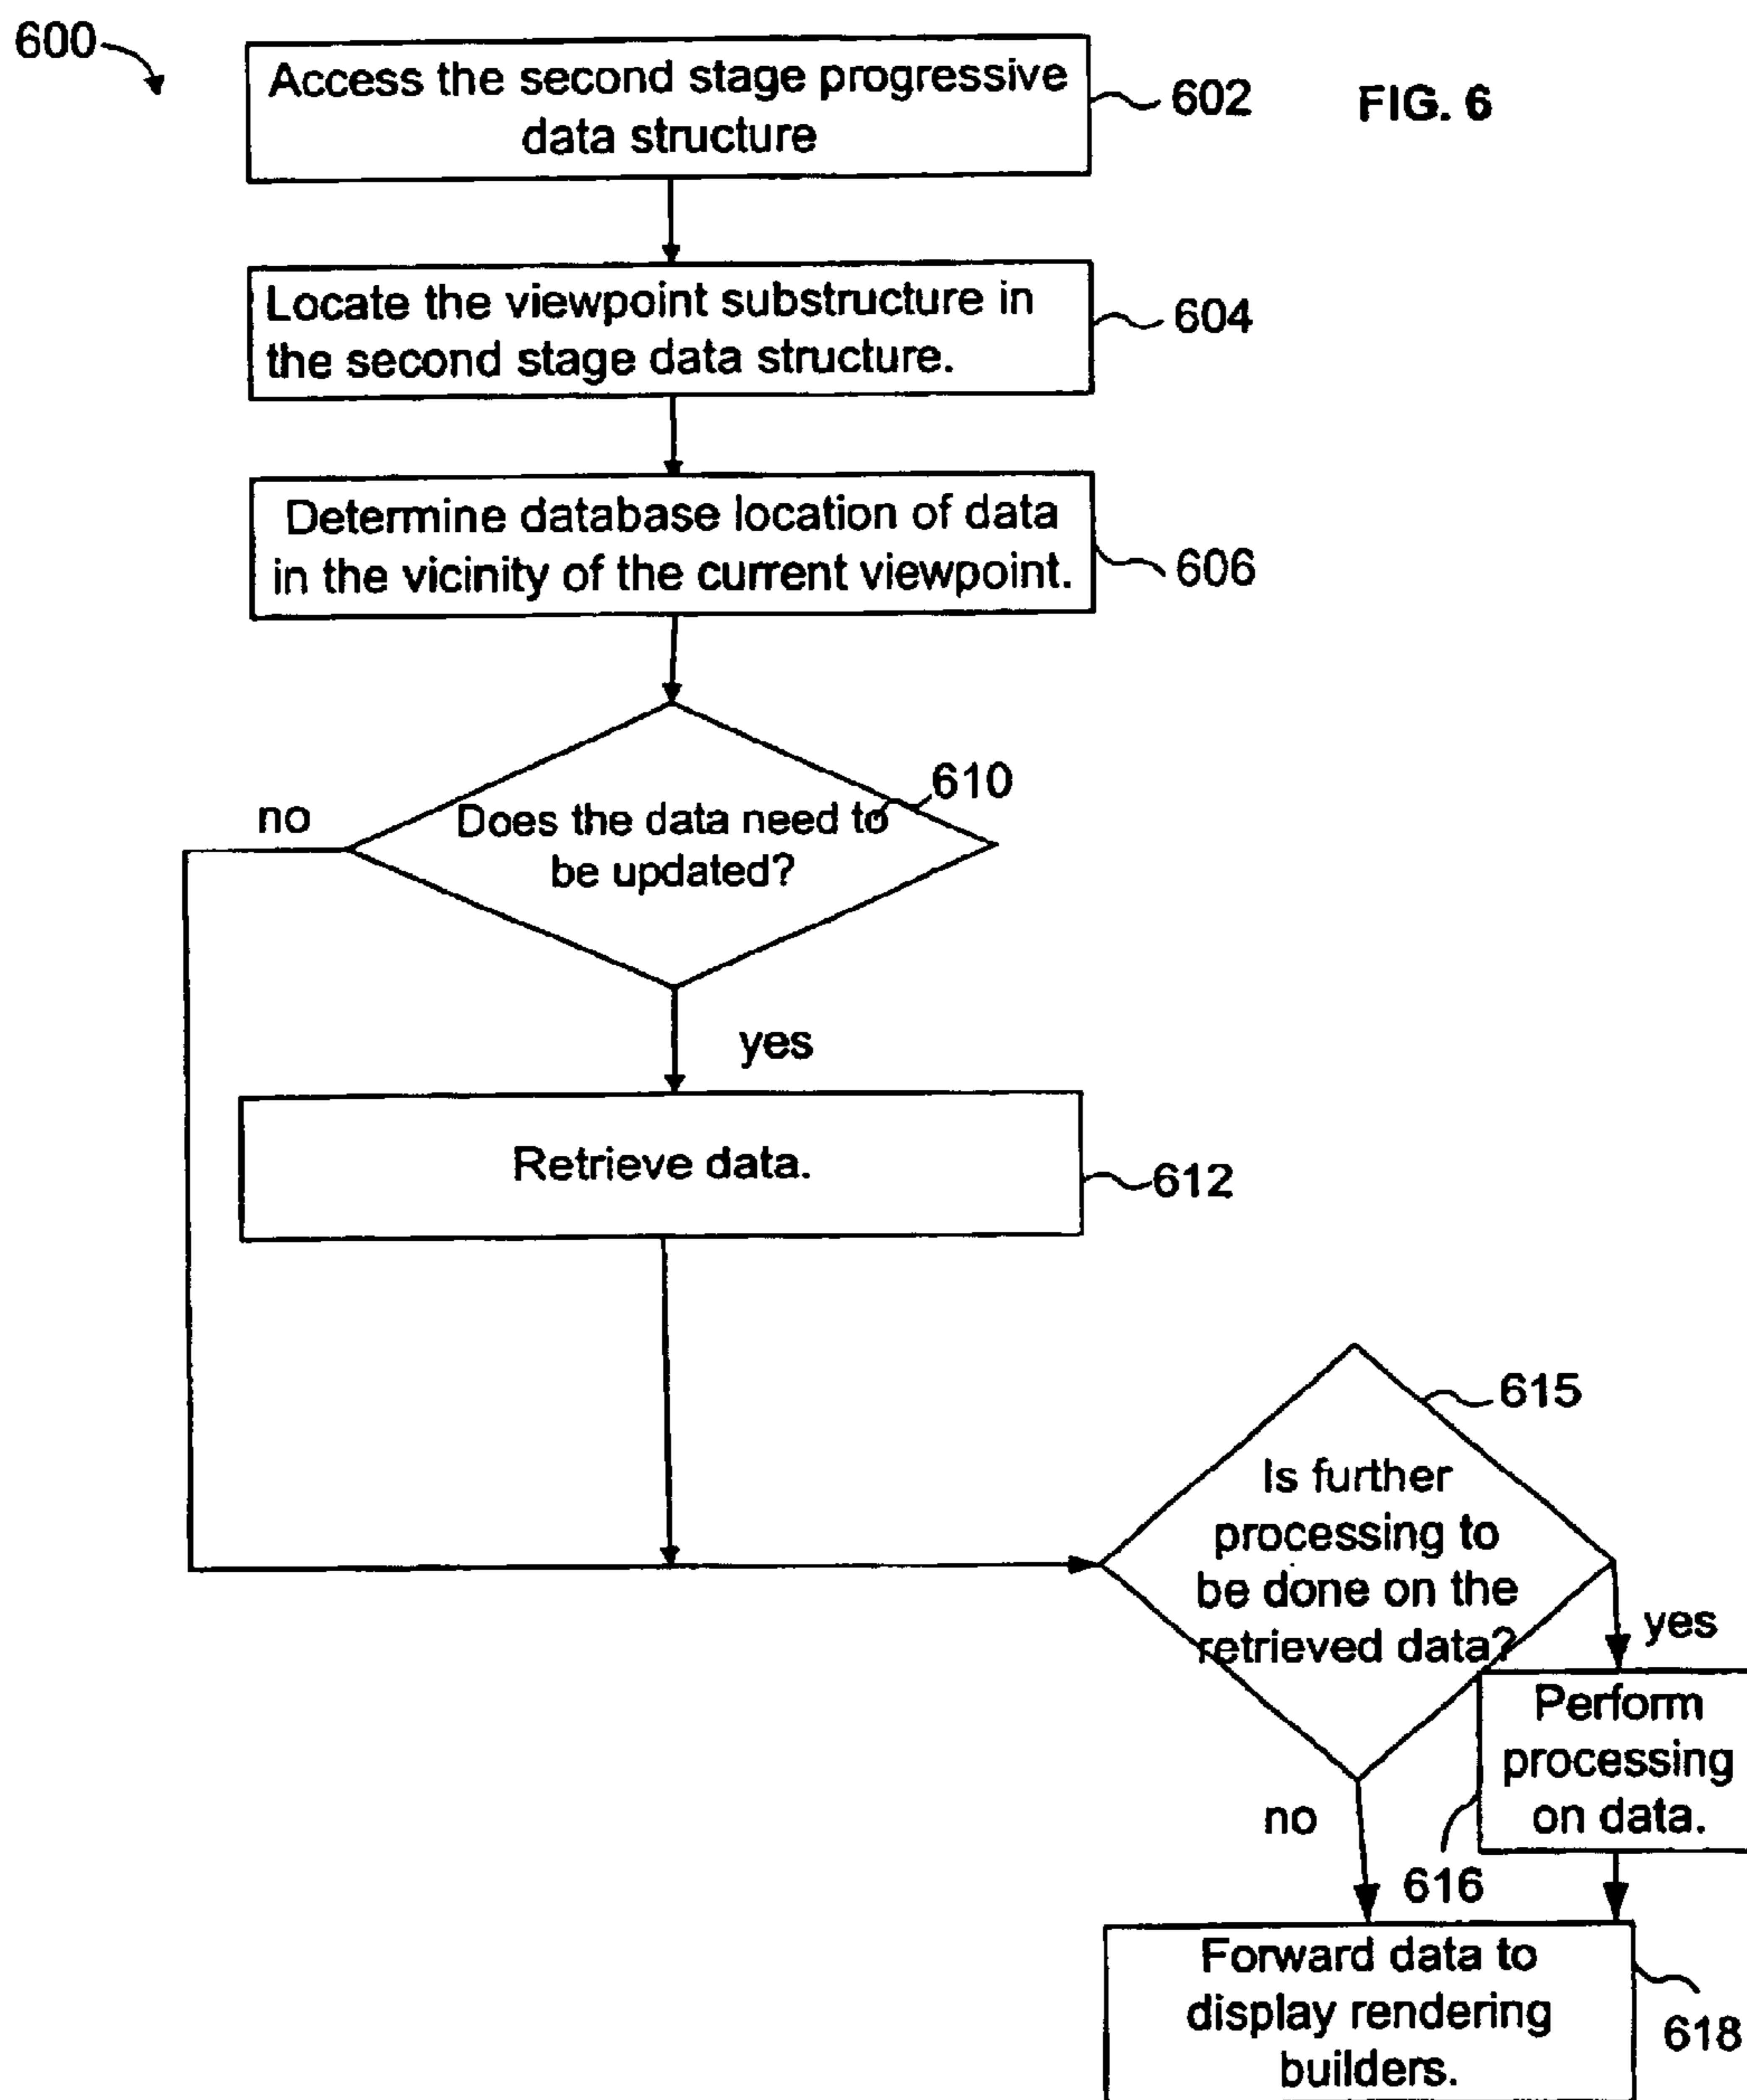 600
Access the second stage progressive
data structure
602
FIG. 6
Locate the viewpoint substructure in
the second stage data structure.
604
Determine database location of data
in the vicinity of the current viewpoint.
606
610
no
Does the data need to
be updated?
yes
Retrieve data.
612
615
Is further
processing to
be done on the
retrieved data?
yes
Perform
processing
on data.
no
616
Forward data to
display rendering
builders.
618